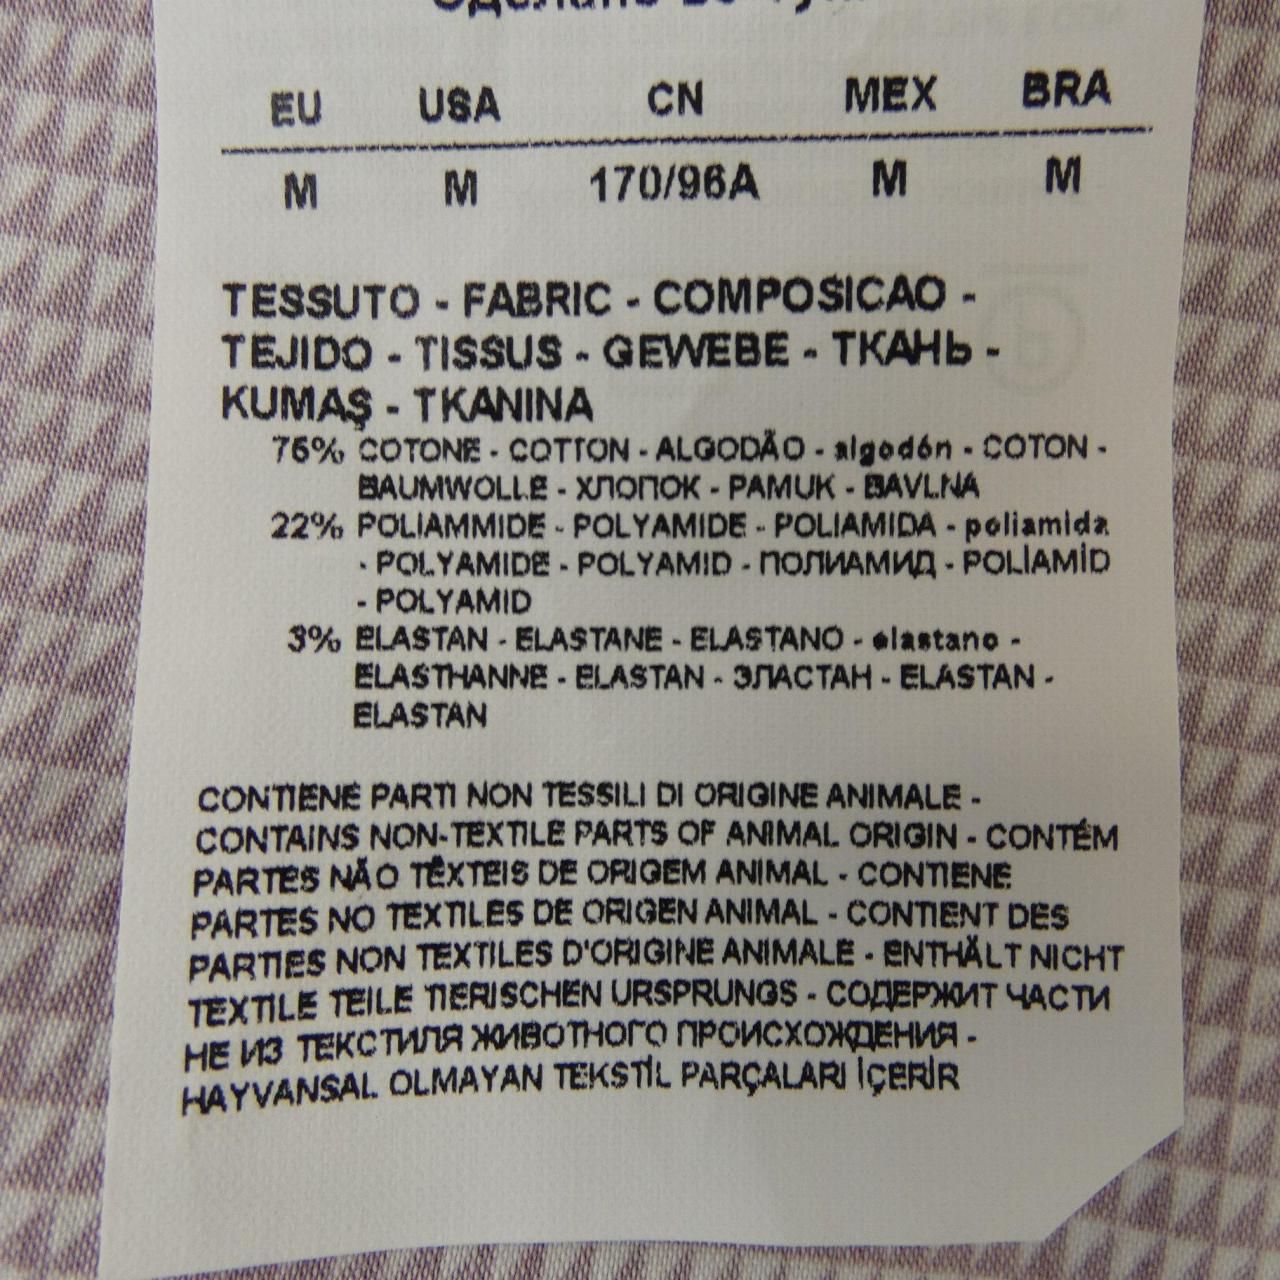 EU USA CN MEX BRA
M M 170/96A M M
TESSUTO - FABRIC - COMPOSICAO -
TEJIDO - TISSUS - GEWEBE - ТКАНЬ -
KUMAŞ - TKANINA
75% COTONE - COTTON - ALGODÃO - algodón - COTON -
BAUMWOLLE - ХЛОПОК - PAMUK - BAVLNA
22% POLIAMMIDE - POLYAMIDE - POLIAMIDA - poliamida
- POLYAMIDE - POLYAMID - ПОЛИАМИД - POLİAMİD
- POLYAMID
3% ELASTAN - ELASTANE - ELASTANO - elastano -
ELASTHANNE - ELASTAN - ЭЛАСТАН - ELASTAN -
ELASTAN
CONTIENE PARTI NON TESSILI DI ORIGINE ANIMALE -
CONTAINS NON-TEXTILE PARTS OF ANIMAL ORIGIN - CONTÉM
PARTES NÃO TÊXTEIS DE ORIGEM ANIMAL - CONTIENE
PARTES NO TEXTILES DE ORIGEN ANIMAL - CONTIENT DES
PARTIES NON TEXTILES D'ORIGINE ANIMALE - ENTHÄLT NICHT
TEXTILE TEILE TIERISCHEN URSPRUNGS - СОДЕРЖИТ ЧАСТИ
НЕ ИЗ ТЕКСТИЛЯ ЖИВОТНОГО ПРОИСХОЖДЕНИЯ -
HAYVANSAL OLMAYAN TEKSTİL PARÇALARI İÇERİR